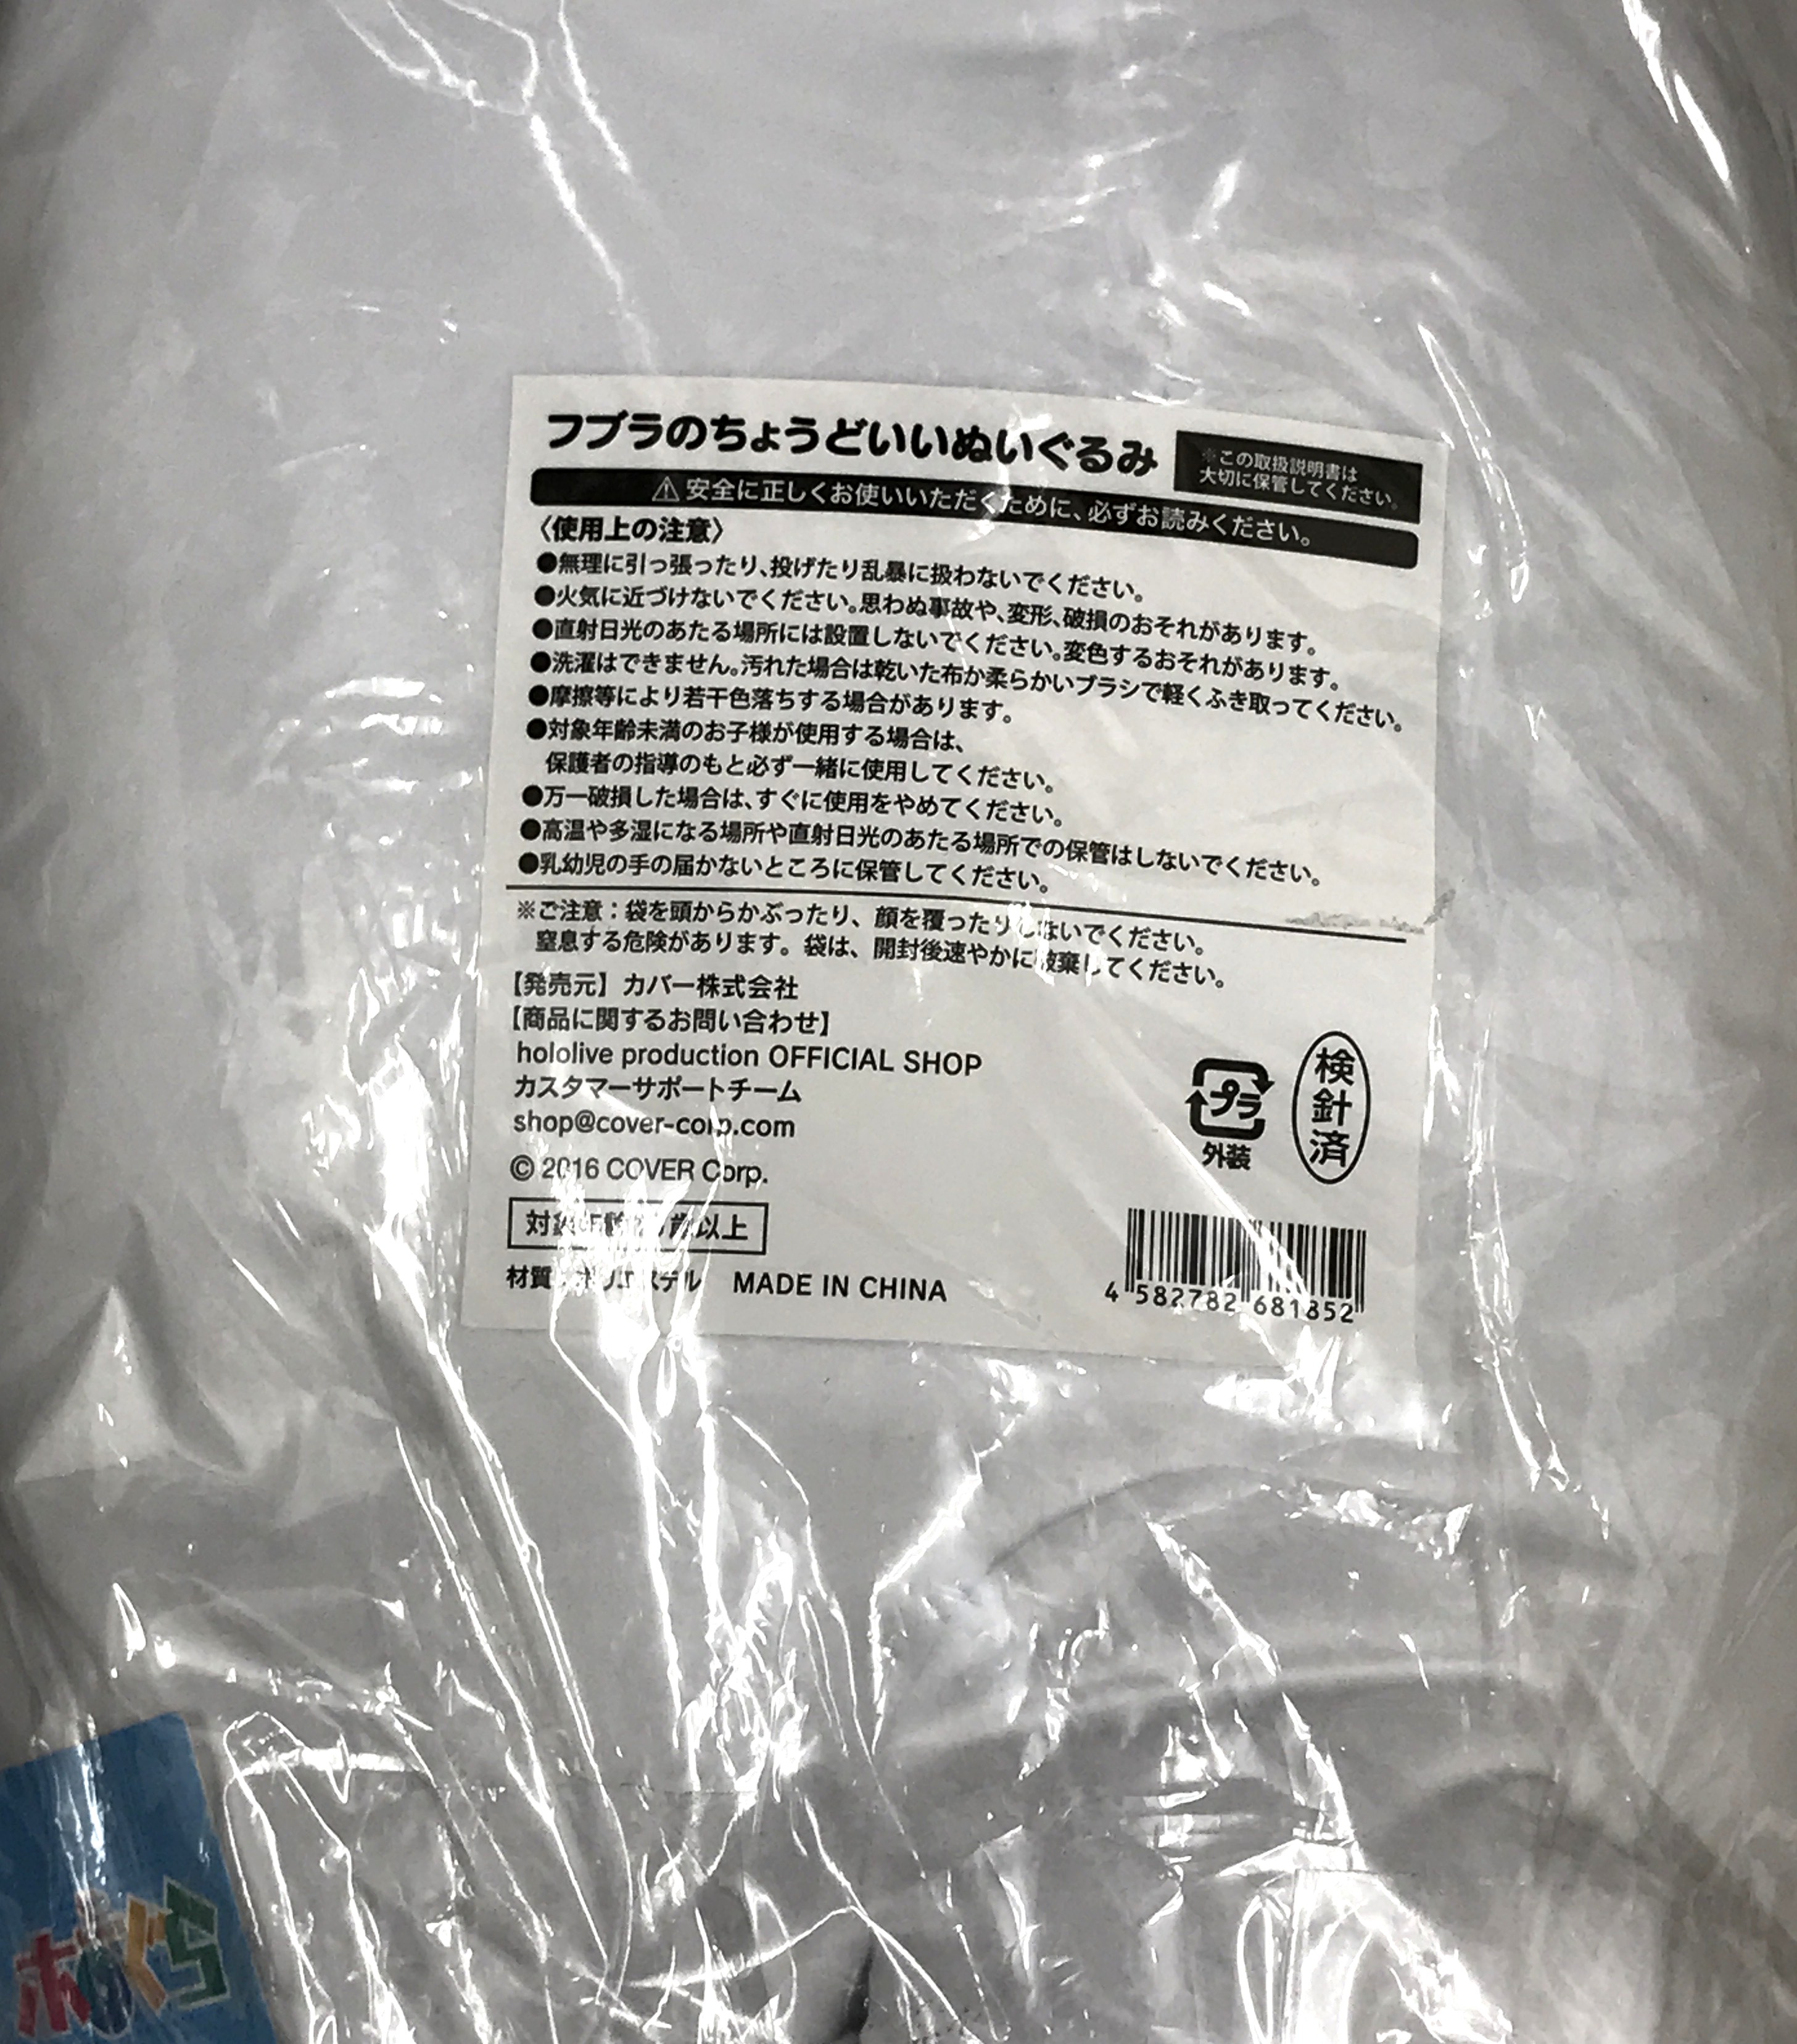 フブラのちょうどいいぬいぐるみ
※この取扱説明書は
大切に保管してください。
⚠安全に正しくお使いいただくために、必ずお読みください。
〈使用上の注意〉
●無理に引っ張ったり、投げたり乱暴に扱わないでください。
●火気に近づけないでください。思わぬ事故や、変形、破損のおそれがあります。
●直射日光のあたる場所には設置しないでください。変色するおそれがあります。
●洗濯はできません。汚れた場合は乾いた布か柔らかいブラシで軽くふき取ってください。
●摩擦等により若干色落ちする場合があります。
●対象年齢未満のお子様が使用する場合は、
保護者の指導のもと必ず一緒に使用してください。
●万一破損した場合は、すぐに使用をやめてください。
●高温や多湿になる場所や直射日光のあたる場所での保管はしないでください。
●乳幼児の手の届かないところに保管してください。
※ご注意：袋を頭からかぶったり、顔を覆ったりしないでください。
窒息する危険があります。袋は、開封後速やかに破棄してください。
【発売元】カバー株式会社
【商品に関するお問い合わせ】
hololive production OFFICIAL SHOP
カスタマーサポートチーム
shop@cover-corp.com
© 2016 COVER Corp.
対象年齢 歳以上
材質：ポリエステル MADE IN CHINA
プラ
外装
検針済
4 582782 681852